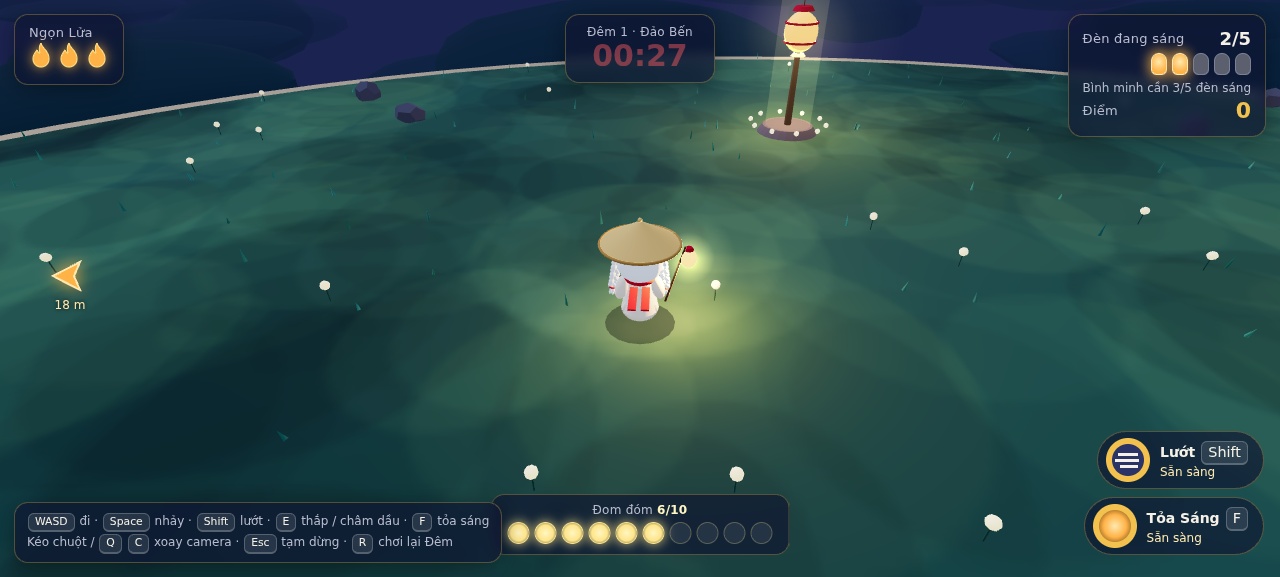 Ngọn Lửa
Đêm 1 · Đảo Bến
00:27
Đèn đang sáng 2/5
Bình minh cần 3/5 đèn sáng
Điểm 0
18 m
Lướt Shift
Sẵn sàng
Tỏa Sáng F
Sẵn sàng
Đom đóm 6/10
WASD đi · Space nhảy · Shift lướt · E thắp / châm dầu · F tỏa sáng
Kéo chuột / Q C xoay camera · Esc tạm dừng · R chơi lại Đêm